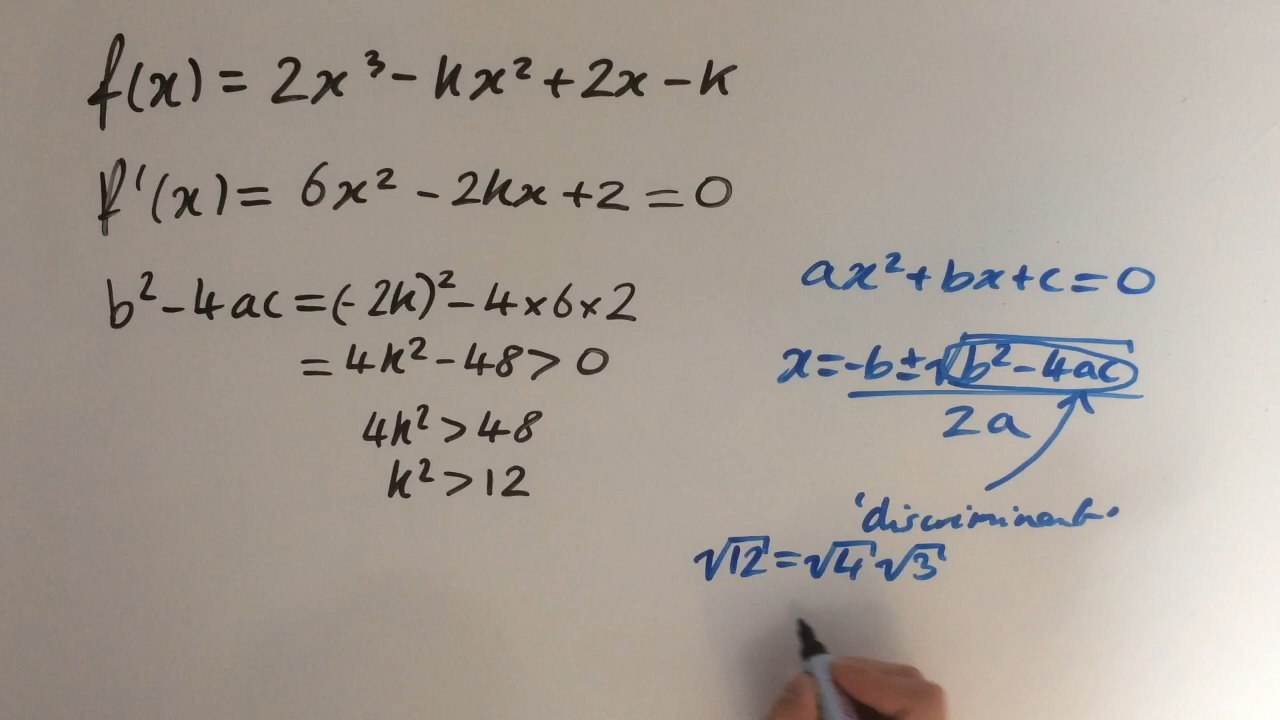 f(x) = 2x³ - kx² + 2x - k
f'(x) = 6x² - 2kx + 2 = 0
b² - 4ac = (-2k)² - 4 × 6 × 2
= 4k² - 48 > 0
4k² > 48
k² > 12
ax² + bx + c = 0
x = -b ± √b² - 4ac
2a
'discriminant'
√12 = √4 √3